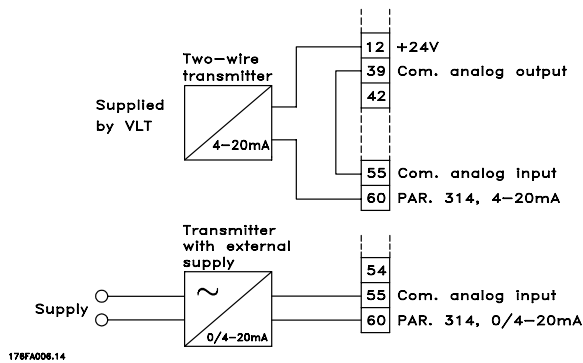 12 +24V
Two-wire
transmitter
39 Com. analog output
42
Supplied
by VLT
4-20mA
55 Com. analog input
60 PAR. 314, 4-20mA
Transmitter
with external
supply
54
~
Supply
55 Com. analog input
60 PAR. 314, 0/4-20mA
0/4-20mA
178FA006.14